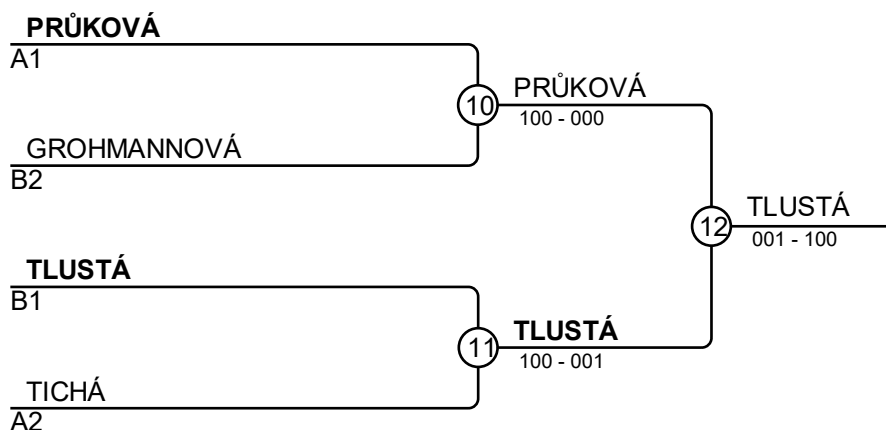 PRŮKOVÁ
A1
10
PRŮKOVÁ
100 - 000
GROHMANNOVÁ
B2
12
TLUSTÁ
001 - 100
TLUSTÁ
B1
11
TLUSTÁ
100 - 001
TICHÁ
A2